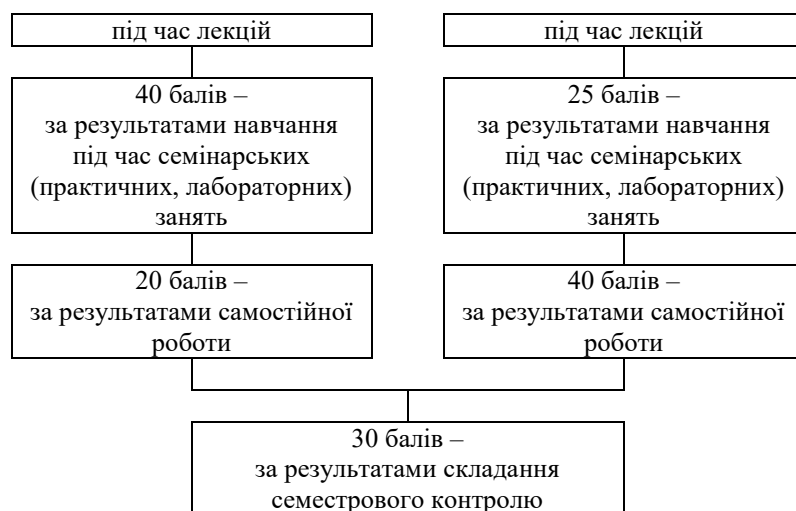 під час лекцій
40 балів –
за результатами навчання
під час семінарських
(практичних, лабораторних)
занять
20 балів –
за результатами самостійної
роботи
під час лекцій
25 балів –
за результатами навчання
під час семінарських
(практичних, лабораторних)
занять
40 балів –
за результатами самостійної
роботи
30 балів –
за результатами складання
семестрового контролю